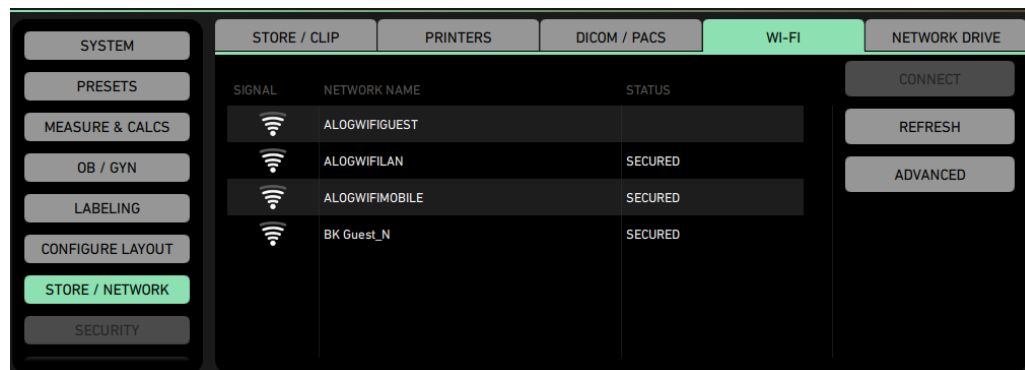 SYSTEM
PRESETS
MEASURE & CALCS
OB / GYN
LABELING
CONFIGURE LAYOUT
STORE / NETWORK
SECURITY
STORE / CLIP PRINTERS DICOM / PACS WI-FI NETWORK DRIVE
SIGNAL NETWORK NAME STATUS
ALOGWIFIGUEST
ALOGWIFILAN SECURED
ALOGWIFIMOBILE SECURED
BK Guest_N SECURED
CONNECT
REFRESH
ADVANCED